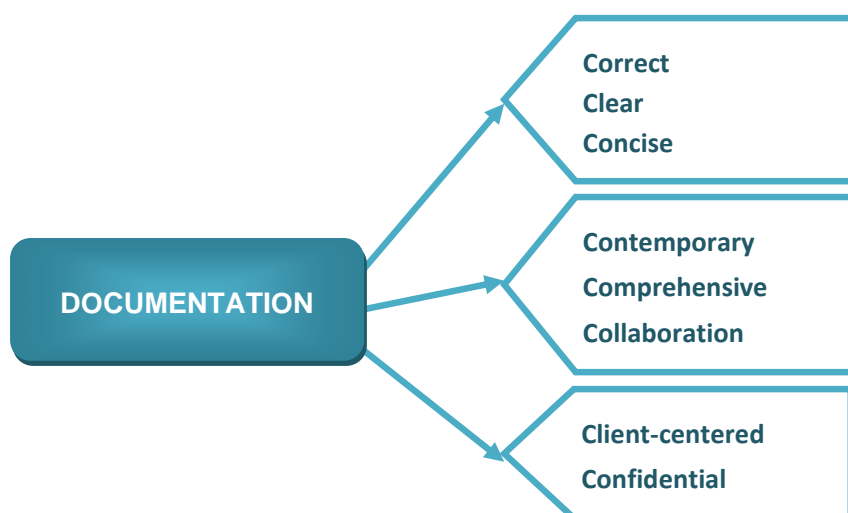 DOCUMENTATION
Correct
Clear
Concise
Contemporary
Comprehensive
Collaboration
Client-centered
Confidential